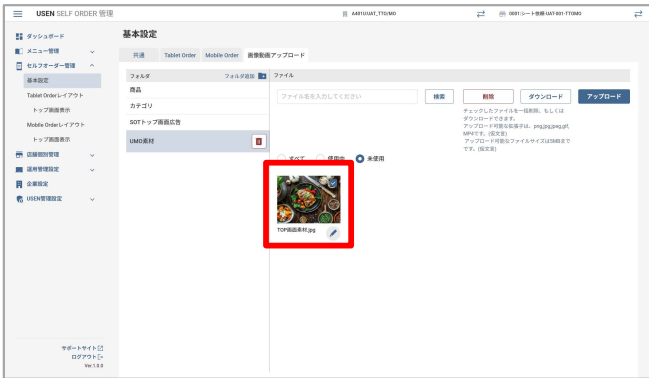 USEN SELF ORDER 管理
A401U:UAT_TTO/MO
0001:シート依頼-UAT-001-TTOMO
ダッシュボード
メニュー管理
セルフオーダー管理
基本設定
Tablet Orderレイアウト
トップ画面表示
Mobile Orderレイアウト
トップ画面表示
店舗個別管理
運用管理設定
企業設定
USEN管理設定
サポートサイト
ログアウト
Ver.1.0.0
基本設定
共通 Tablet Order Mobile Order 画像動画アップロード
フォルダ フォルダ追加
商品
カテゴリ
SOTトップ画面広告
UMO素材
ファイル
ファイル名を入力してください 検索
削除 ダウンロード アップロード
チェックしたファイルを一括削除、もしくは
ダウンロードできます。
アップロード可能な拡張子は、png,jpg,jpeg,gif,
MP4です。(仮文言)
アップロード可能なファイルサイズは5MBまで
です。(仮文言)
すべて 使用中 未使用
TOP画面素材.jpg